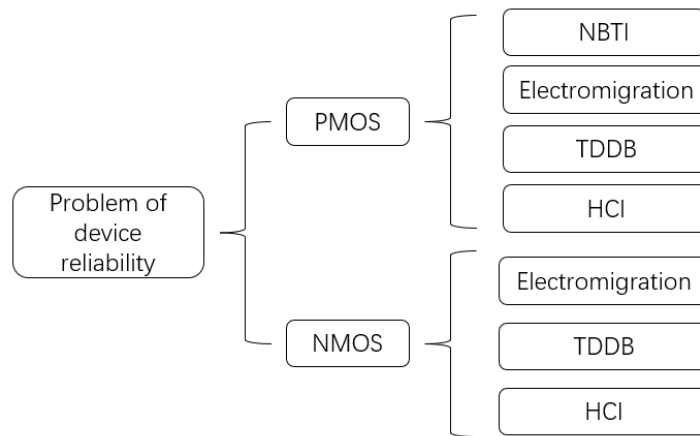 Problem of
device
reliability
PMOS
NBTI
Electromigration
TDDB
HCI
NMOS
Electromigration
TDDB
HCI